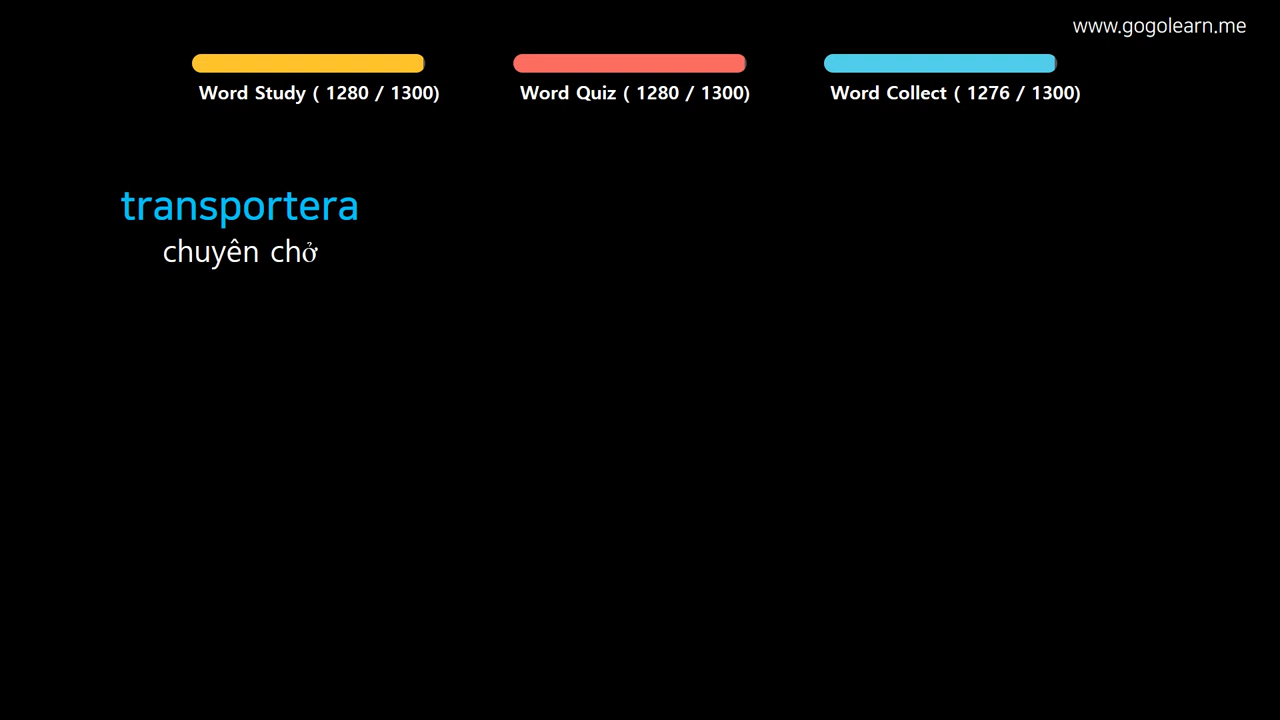 www.gogolearn.me
Word Study ( 1280 / 1300)
Word Quiz ( 1280 / 1300)
Word Collect ( 1276 / 1300)
transportera
chuyên chở